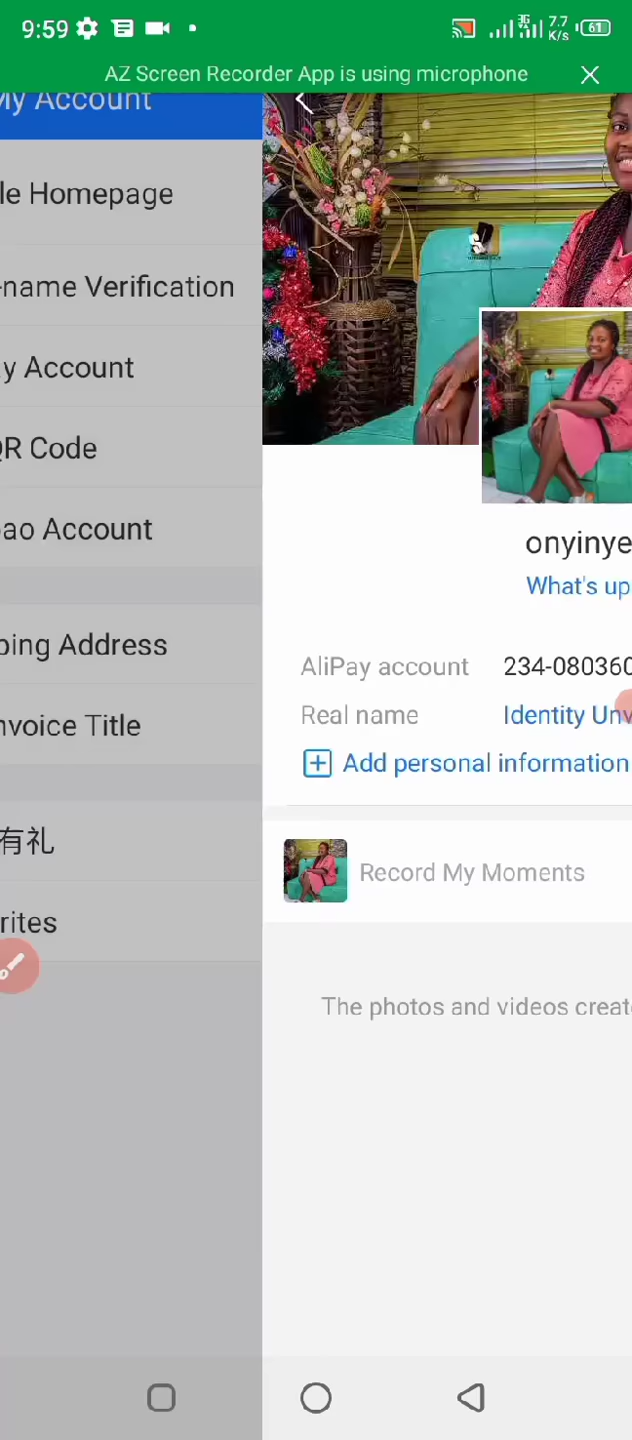 9:59
3G
7.7
K/s
61
AZ Screen Recorder App is using microphone
My Account
le Homepage
-name Verification
y Account
QR Code
bao Account
ping Address
nvoice Title
有礼
rites
onyinye
What's up
AliPay account 234-080360
Real name Identity Unv
Add personal information
Record My Moments
The photos and videos creat